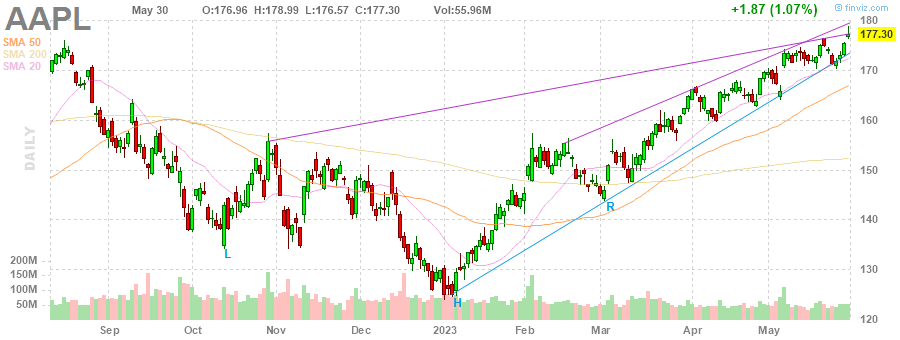 AAPL May 30 O:176.96 H:178.99 L:176.57 C:177.30 Vol:55.96M +1.87 (1.07%) © finviz.com
SMA 50
SMA 200
SMA 20
DAILY
180
177.30
170
160
150
140
130
120
200M
150M
100M
50M
L
H
R
Sep Oct Nov Dec 2023 Feb Mar Apr May